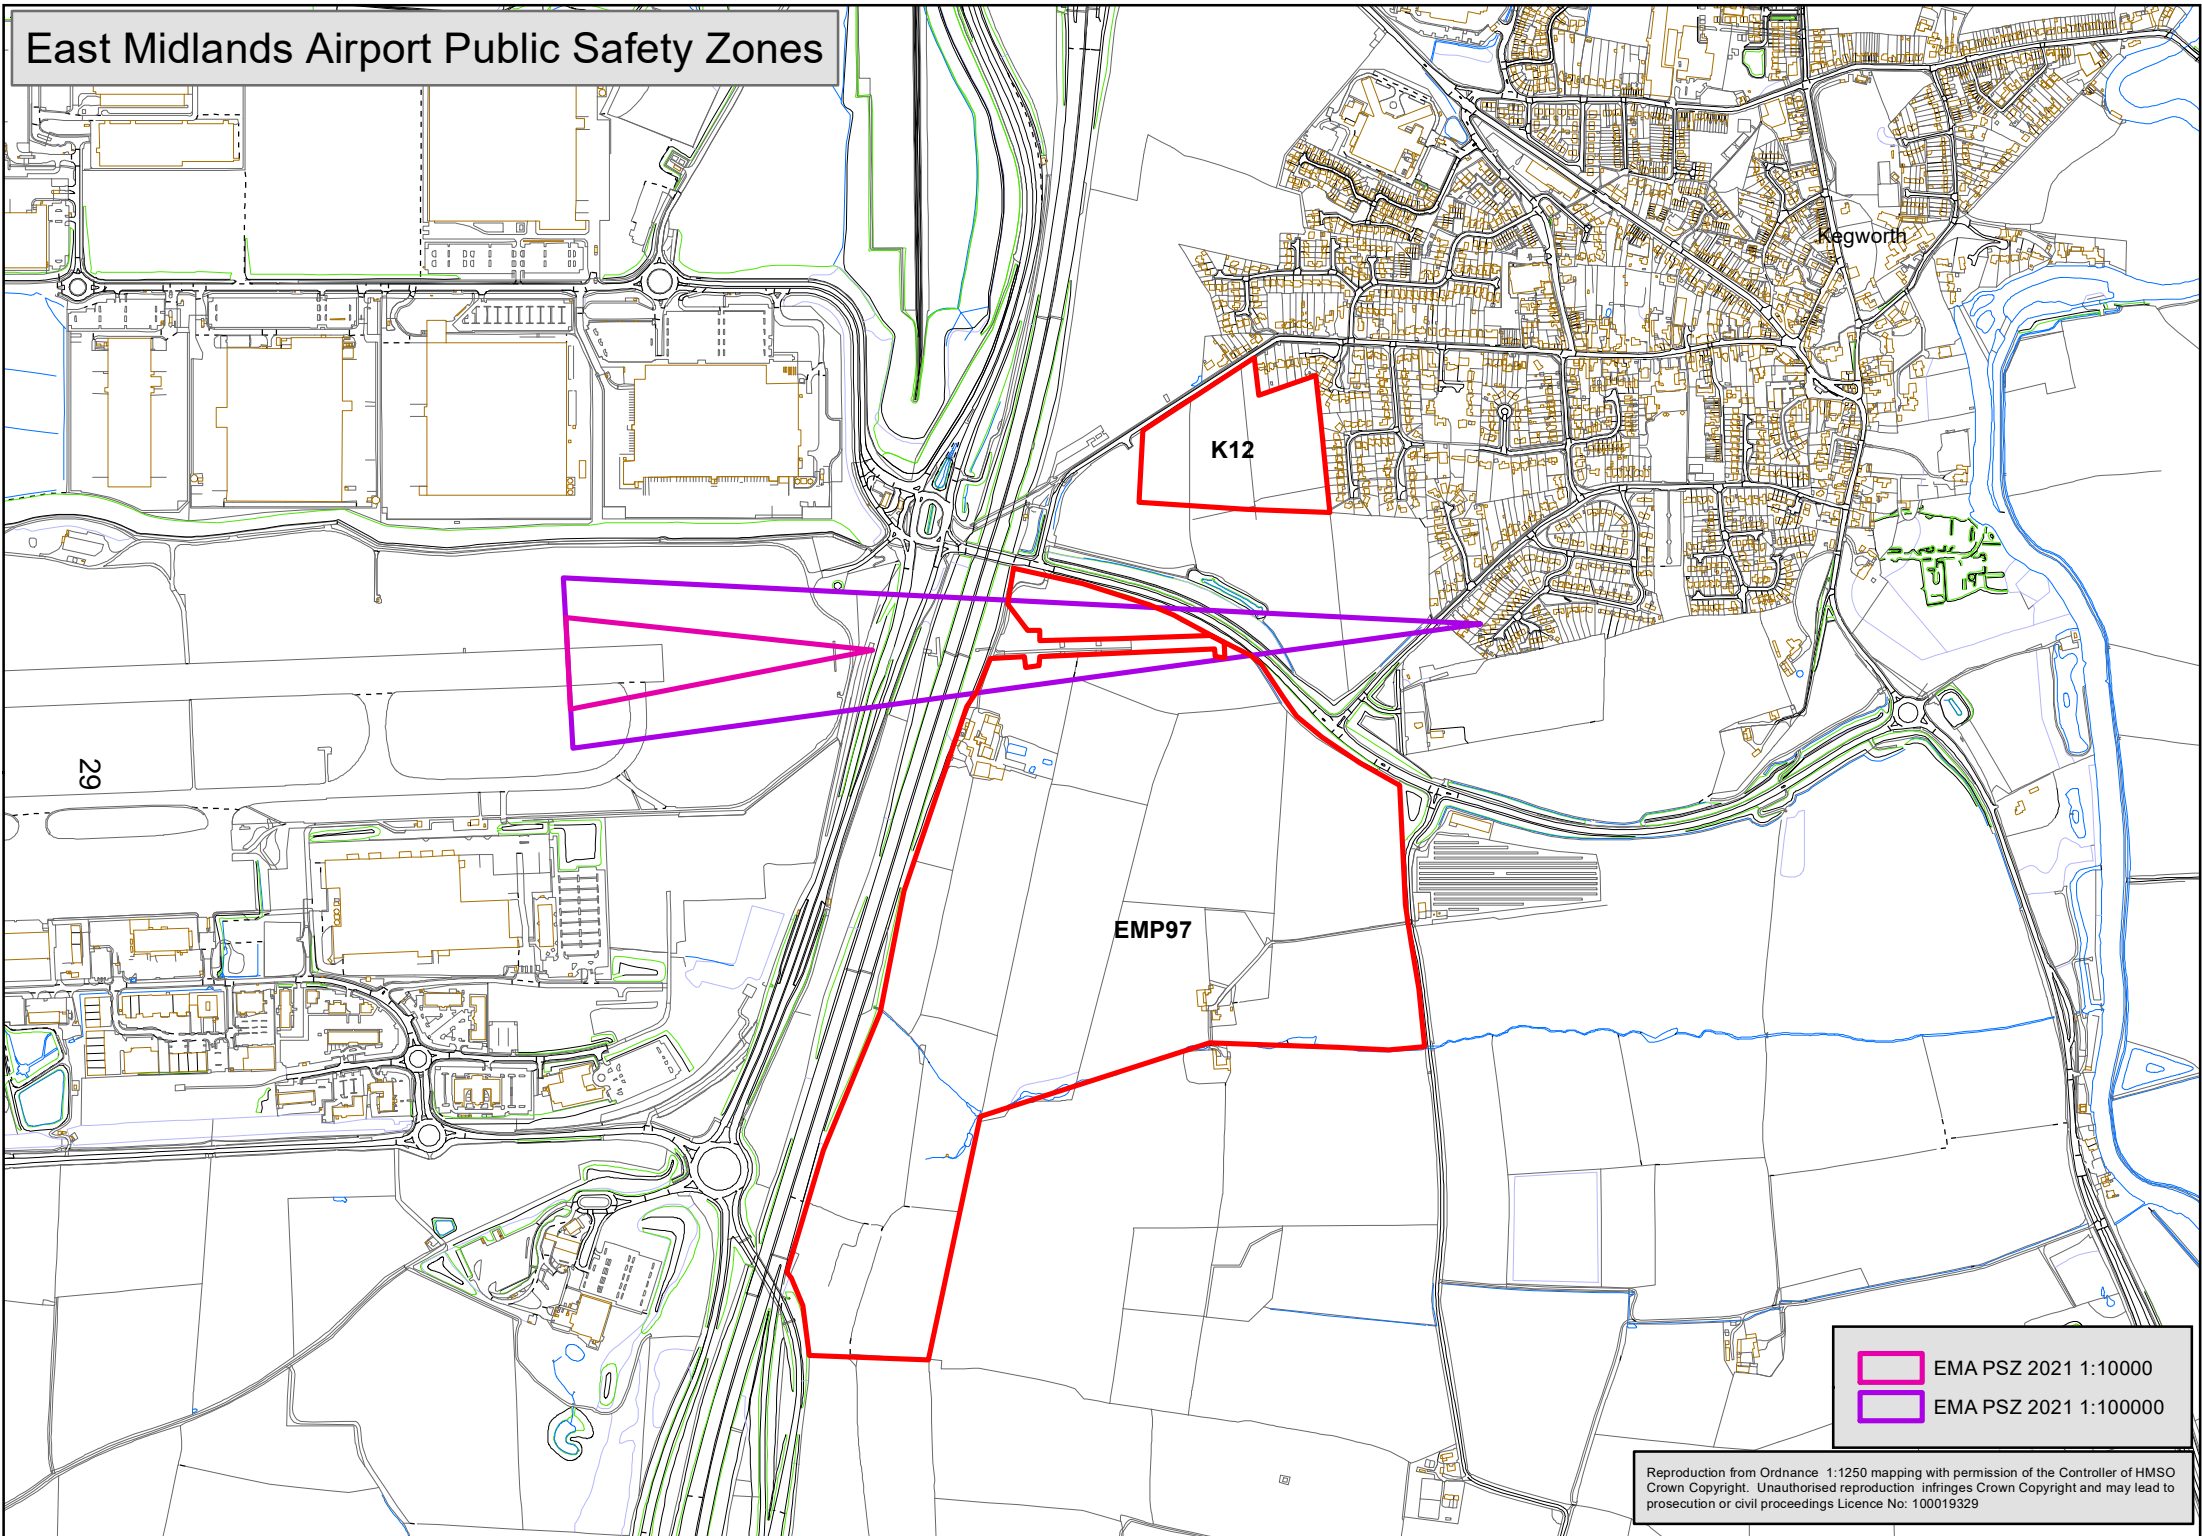 East Midlands Airport Public Safety Zones
Kegworth
K12
29
EMP97
EMA PSZ 2021 1:10000
EMA PSZ 2021 1:100000
Reproduction from Ordnance 1:1250 mapping with permission of the Controller of HMSO
Crown Copyright. Unauthorised reproduction infringes Crown Copyright and may lead to
prosecution or civil proceedings Licence No: 100019329